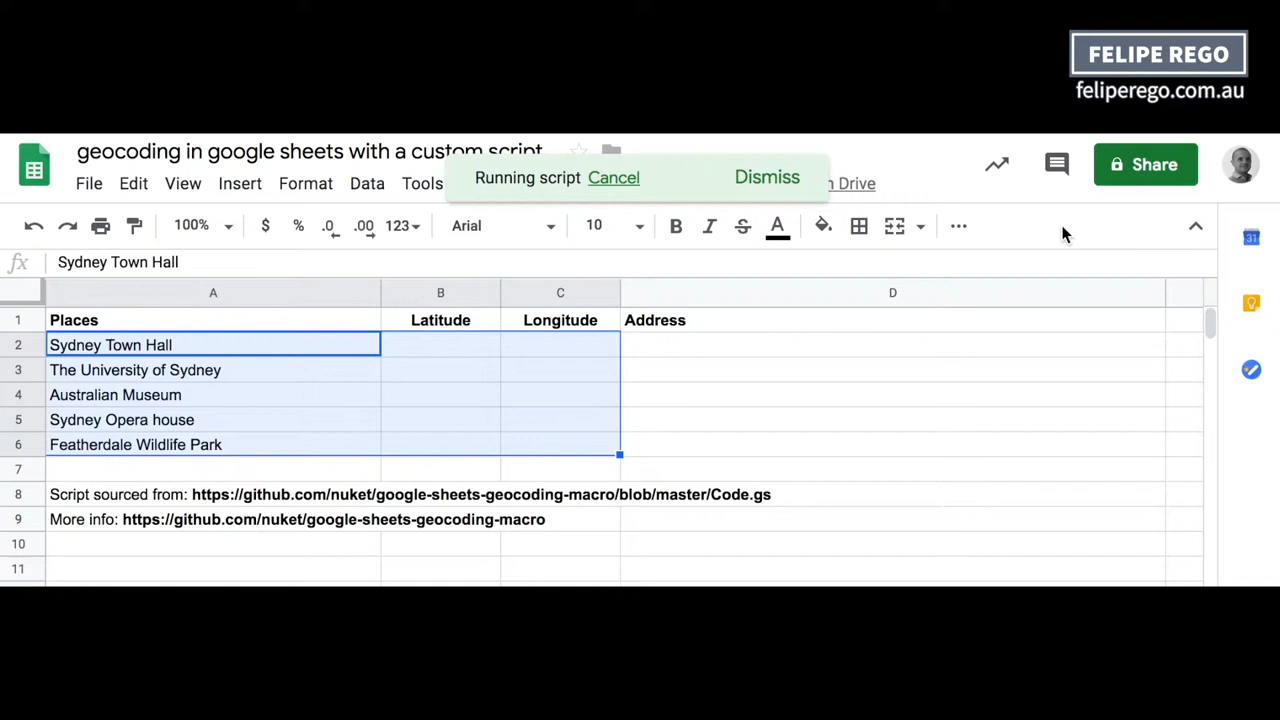 FELIPE REGO
feliperego.com.au
geocoding in google sheets with a custom script
File Edit View Insert Format Data Tools
Running script Cancel Dismiss
Drive
Share
100% $ % .0 .00 123 Arial 10 B I S A
31
fx Sydney Town Hall
A B C D
1 Places Latitude Longitude Address
2 Sydney Town Hall
3 The University of Sydney
4 Australian Museum
5 Sydney Opera house
6 Featherdale Wildlife Park
7
8 Script sourced from: https://github.com/nuket/google-sheets-geocoding-macro/blob/master/Code.gs
9 More info: https://github.com/nuket/google-sheets-geocoding-macro
10
11